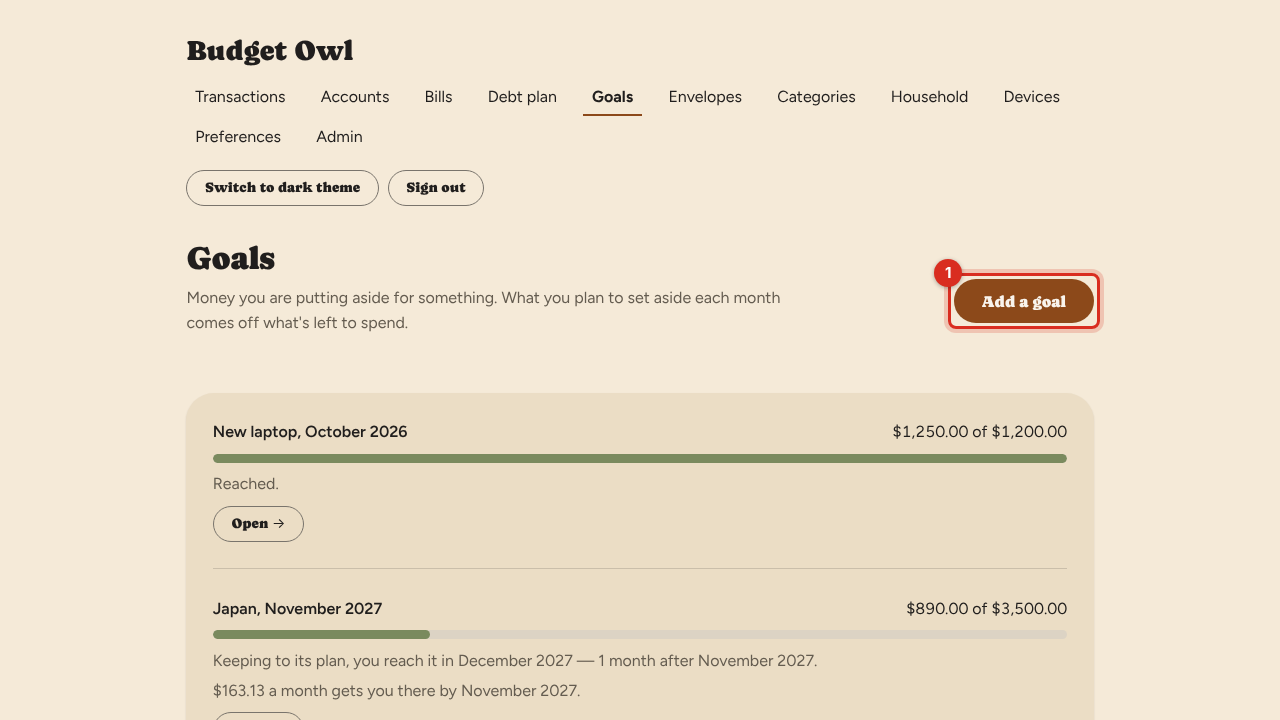 Budget Owl
Transactions Accounts Bills Debt plan Goals Envelopes Categories Household Devices
Preferences Admin
Switch to dark theme Sign out
Goals
Money you are putting aside for something. What you plan to set aside each month
comes off what's left to spend.
1
Add a goal
New laptop, October 2026 $1,250.00 of $1,200.00
Reached.
Open →
Japan, November 2027 $890.00 of $3,500.00
Keeping to its plan, you reach it in December 2027 — 1 month after November 2027.
$163.13 a month gets you there by November 2027.